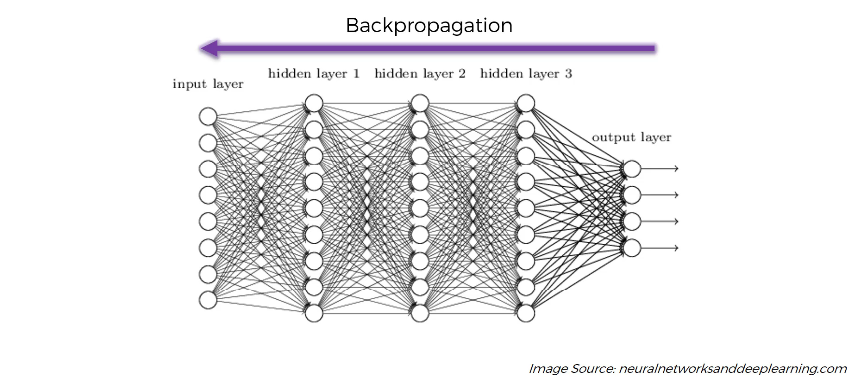 Backpropagation
hidden layer 1 hidden layer 2 hidden layer 3
input layer
output layer
Image Source: neuralnetworksanddeeplearning.com